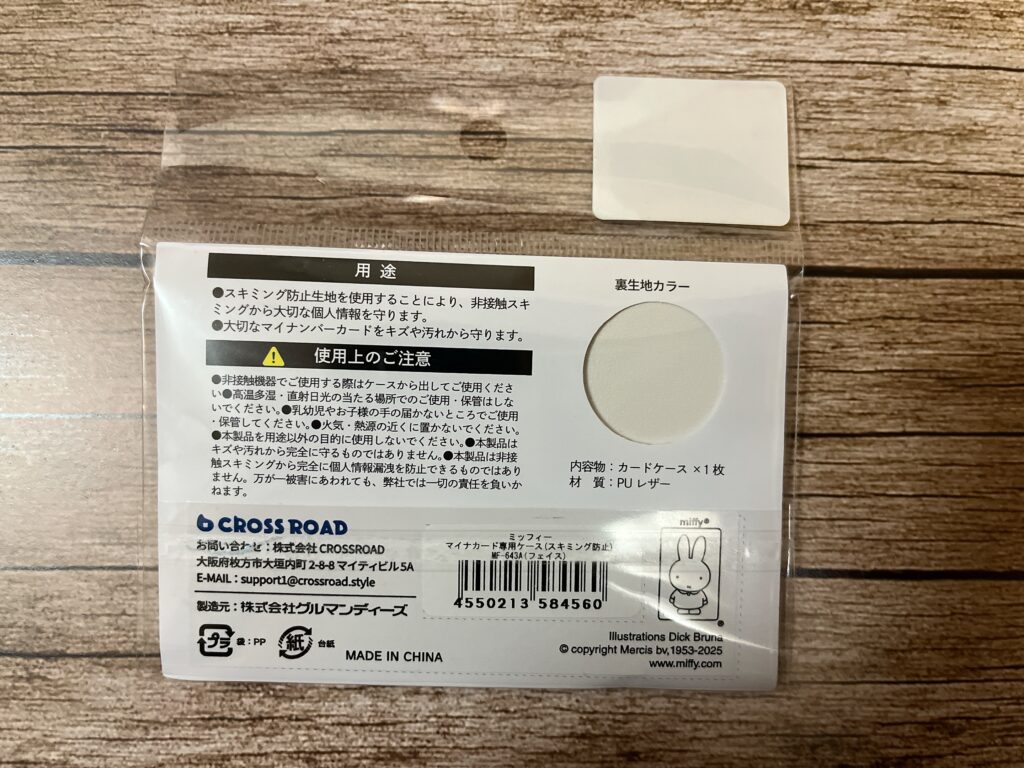 用途
●スキミング防止生地を使用することにより、非接触スキ
ミングから大切な個人情報を守ります。
●大切なマイナンバーカードをキズや汚れから守ります。
使用上のご注意
●非接触機器でご使用する際はケースから出してご使用くださ
い●高温多湿・直射日光の当たる場所でのご使用・保管はしな
いでください。●乳幼児やお子様の手の届かないところでご使用
・保管してください。●火気・熱源の近くに置かないでください。
●本製品を用途以外の目的に使用しないでください。●本製品は
キズや汚れから完全に守るものではありません。●本製品は非接
触スキミングから完全に個人情報漏洩を防止できるものではあり
ません。万が一被害にあわれても、弊社では一切の責任を負いか
ねます。
裏生地カラー
内容物：カードケース ×1枚
材　質：PU レザー
CROSS ROAD
お問い合わせ：株式会社 CROSSROAD
大阪府枚方市大垣内町 2-8-8 マイティビル 5A
E-MAIL：support1@crossroad.style
製造元：株式会社グルマンディーズ
プラ 袋：PP 紙 台紙
MADE IN CHINA
ミッフィー
マイナカード専用ケース(スキミング防止)
MF-643A(フェイス)
4550213 584560
miffy®
®
Illustrations Dick Bruna
© copyright Mercis bv,1953-2025
www.miffy.com